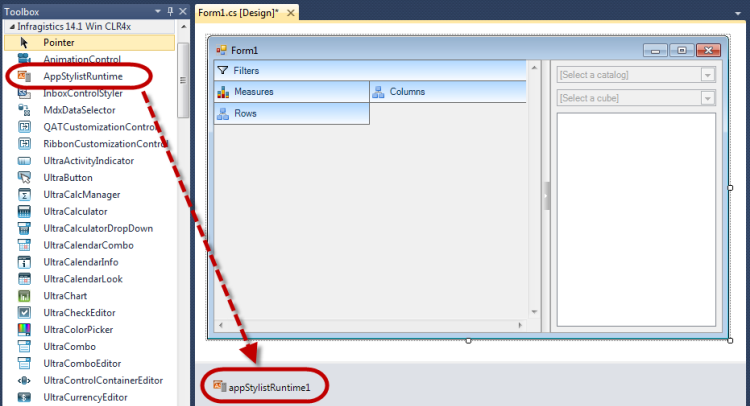 Toolbox
Infragistics 14.1 Win CLR4x
Pointer
AnimationControl
AppStylistRuntime
InboxControlStyler
MdxDataSelector
QATCustomizationControl
RibbonCustomizationControl
UltraActivityIndicator
UltraButton
UltraCalcManager
UltraCalculator
UltraCalculatorDropDown
UltraCalendarCombo
UltraCalendarInfo
UltraCalendarLook
UltraChart
UltraCheckEditor
UltraColorPicker
UltraCombo
UltraComboEditor
UltraControlContainerEditor
UltraCurrencyEditor
Form1.cs [Design]*
Form1
Filters
Measures
Columns
Rows
[Select a catalog]
[Select a cube]
appStylistRuntime1